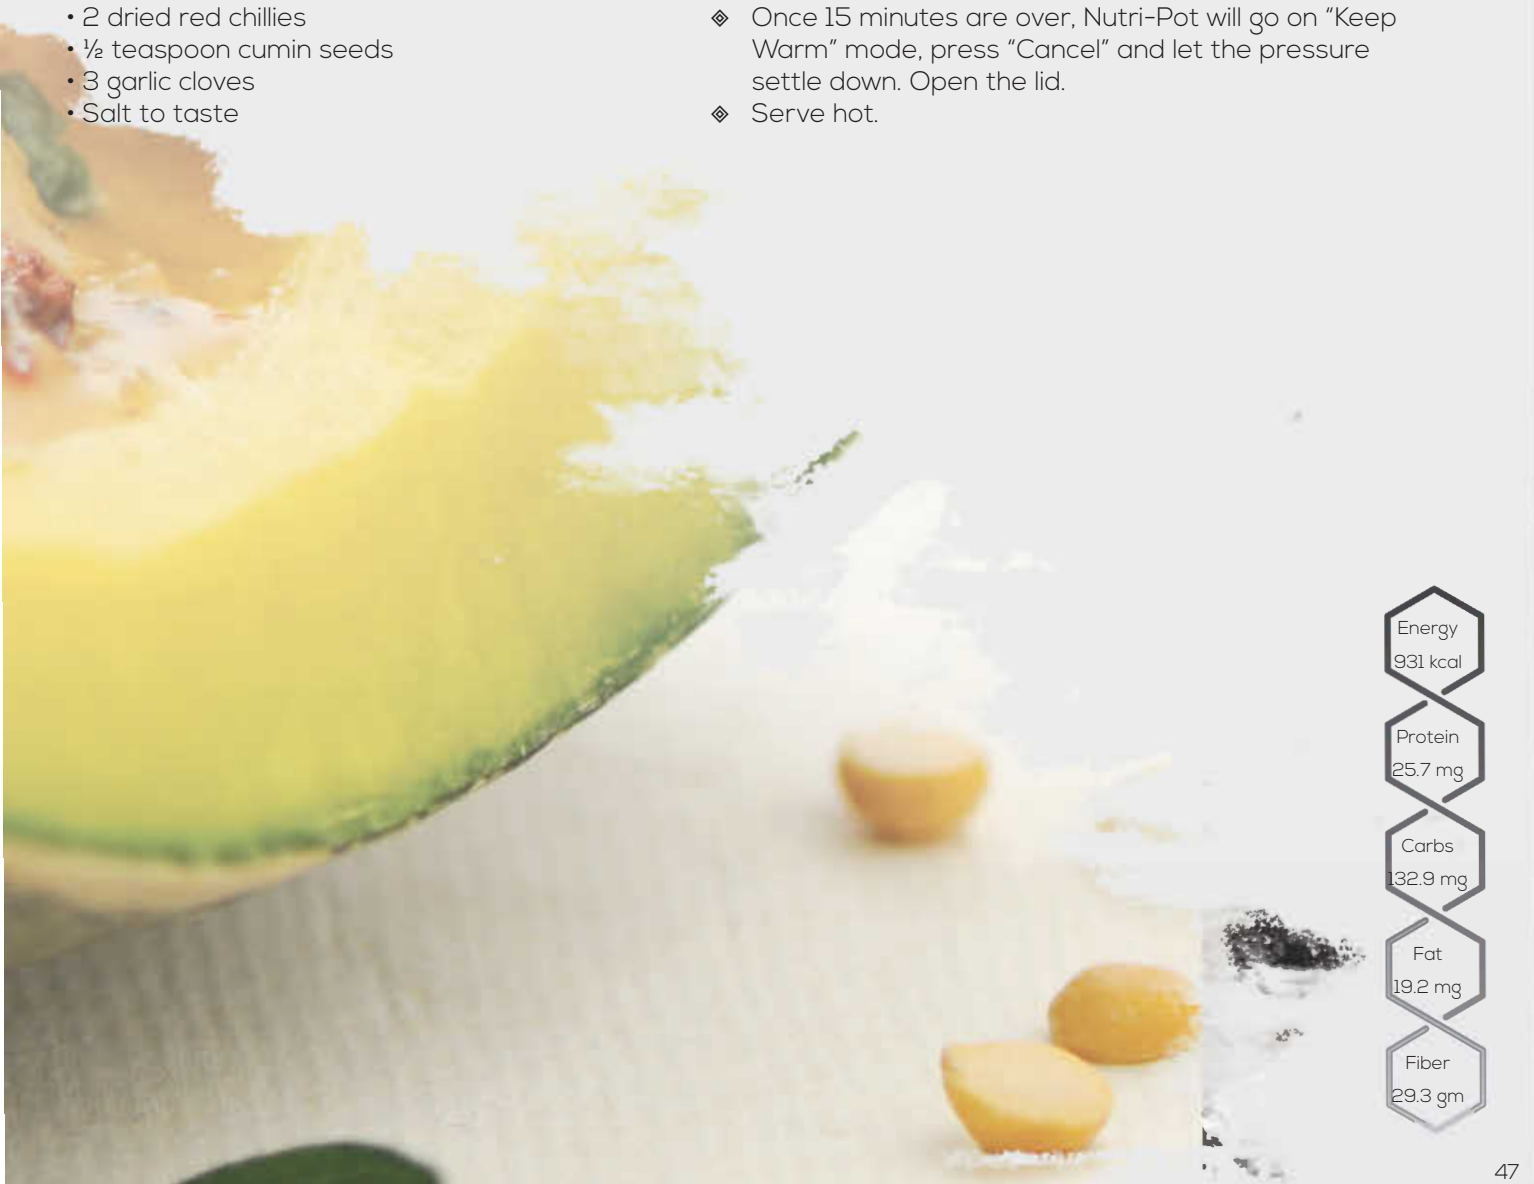 • 2 dried red chillies
• ½ teaspoon cumin seeds
• 3 garlic cloves
• Salt to taste
Once 15 minutes are over, Nutri-Pot will go on “Keep
Warm” mode, press “Cancel” and let the pressure
settle down. Open the lid.
Serve hot.
Energy
931 kcal
Protein
25.7 mg
Carbs
132.9 mg
Fat
19.2 mg
Fiber
29.3 gm
47